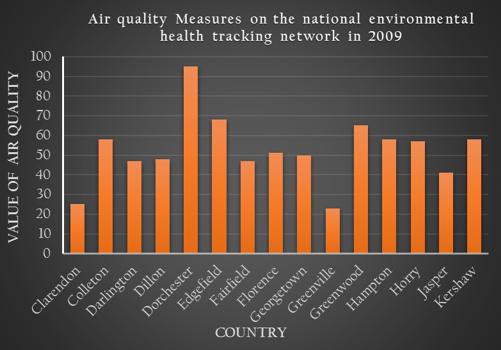 Air quality Measures on the national environmental
health tracking network in 2009
VALUE OF AIR QUALITY
100
90
80
70
60
50
40
30
20
10
0
Clarendon
Colleton
Darlington
Dillon
Dorchester
Edgefield
Fairfield
Florence
Georgetown
Greenville
Greenwood
Hampton
Horry
Jasper
Kershaw
COUNTRY